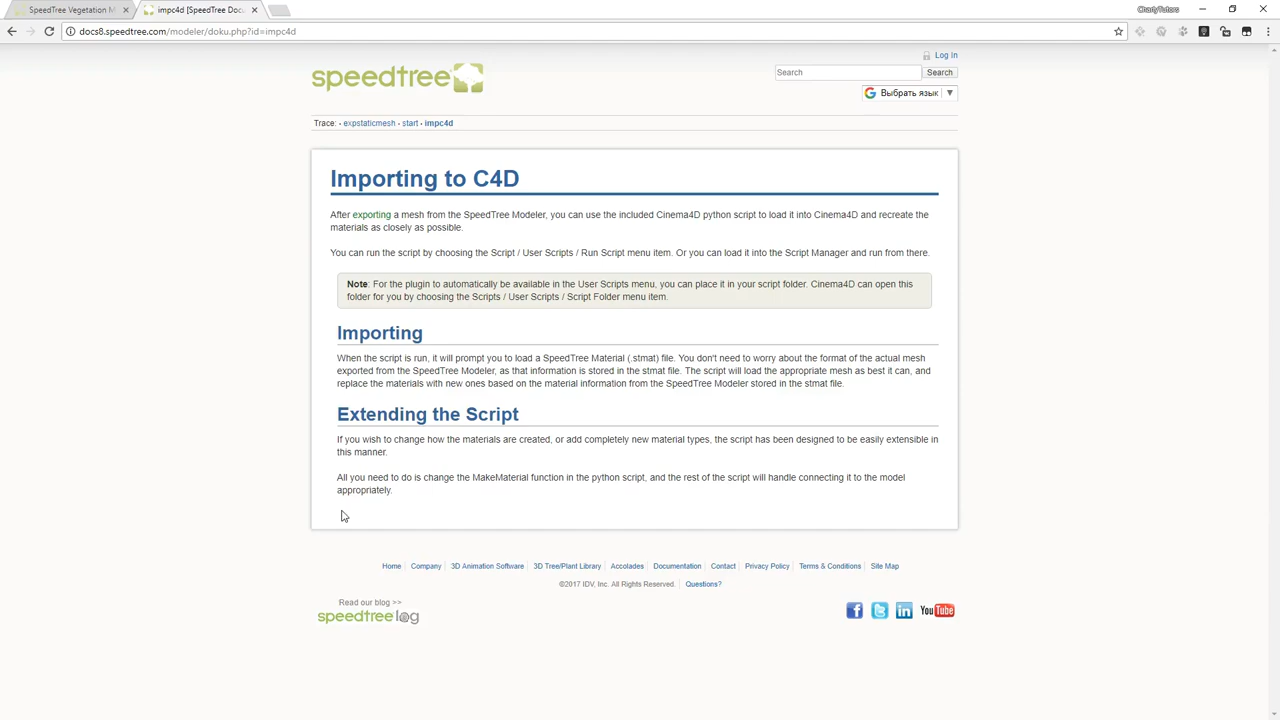 SpeedTree Vegetation M
impc4d [SpeedTree Doc
CharlyTutors
docs8.speedtree.com/modeler/doku.php?id=impc4d
Log In
speedtree
Search
Search
Выбрать язык
Trace: • expstaticmesh • start • impc4d
Importing to C4D
After exporting a mesh from the SpeedTree Modeler, you can use the included Cinema4D python script to load it into Cinema4D and recreate the
materials as closely as possible.
You can run the script by choosing the Script / User Scripts / Run Script menu item. Or you can load it into the Script Manager and run from there.
Note: For the plugin to automatically be available in the User Scripts menu, you can place it in your script folder. Cinema4D can open this
folder for you by choosing the Scripts / User Scripts / Script Folder menu item.
Importing
When the script is run, it will prompt you to load a SpeedTree Material (.stmat) file. You don't need to worry about the format of the actual mesh
exported from the SpeedTree Modeler, as that information is stored in the stmat file. The script will load the appropriate mesh as best it can, and
replace the materials with new ones based on the material information from the SpeedTree Modeler stored in the stmat file.
Extending the Script
If you wish to change how the materials are created, or add completely new material types, the script has been designed to be easily extensible in
this manner.
All you need to do is change the MakeMaterial function in the python script, and the rest of the script will handle connecting it to the model
appropriately.
Home Company 3D Animation Software 3D Tree/Plant Library Accolades Documentation Contact Privacy Policy Terms & Conditions Site Map
©2017 IDV, Inc. All Rights Reserved. Questions?
Read our blog >>
speedtree log
You Tube